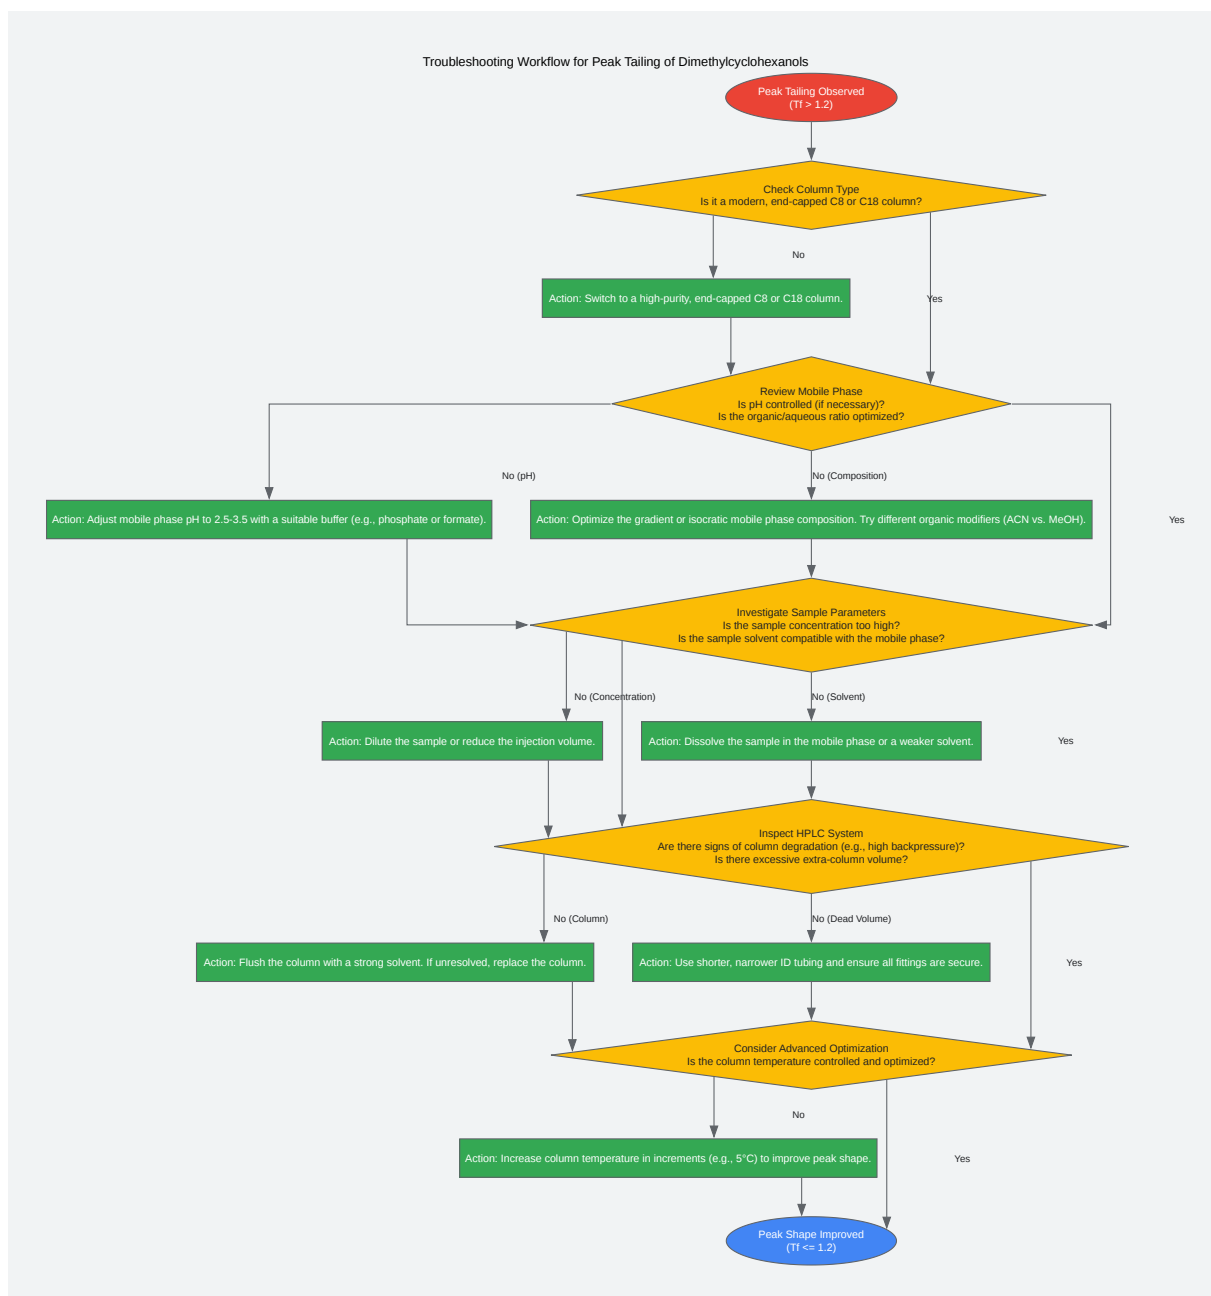 Troubleshooting Workflow for Peak Tailing of Dimethylcyclohexanols
Peak Tailing Observed
(Tf > 1.2)
Check Column Type
Is it a modern, end-capped C8 or C18 column?
No
Action: Switch to a high-purity, end-capped C8 or C18 column.
Yes
Review Mobile Phase
Is pH controlled (if necessary)?
Is the organic/aqueous ratio optimized?
No (pH)
No (Composition)
Action: Adjust mobile phase pH to 2.5-3.5 with a suitable buffer (e.g., phosphate or formate).
Action: Optimize the gradient or isocratic mobile phase composition. Try different organic modifiers (ACN vs. MeOH).
Yes
Investigate Sample Parameters
Is the sample concentration too high?
Is the sample solvent compatible with the mobile phase?
No (Concentration)
No (Solvent)
Action: Dilute the sample or reduce the injection volume.
Action: Dissolve the sample in the mobile phase or a weaker solvent.
Yes
Inspect HPLC System
Are there signs of column degradation (e.g., high backpressure)?
Is there excessive extra-column volume?
No (Column)
No (Dead Volume)
Action: Flush the column with a strong solvent. If unresolved, replace the column.
Action: Use shorter, narrower ID tubing and ensure all fittings are secure.
Yes
Consider Advanced Optimization
Is the column temperature controlled and optimized?
No
Action: Increase column temperature in increments (e.g., 5°C) to improve peak shape.
Yes
Peak Shape Improved
(Tf <= 1.2)